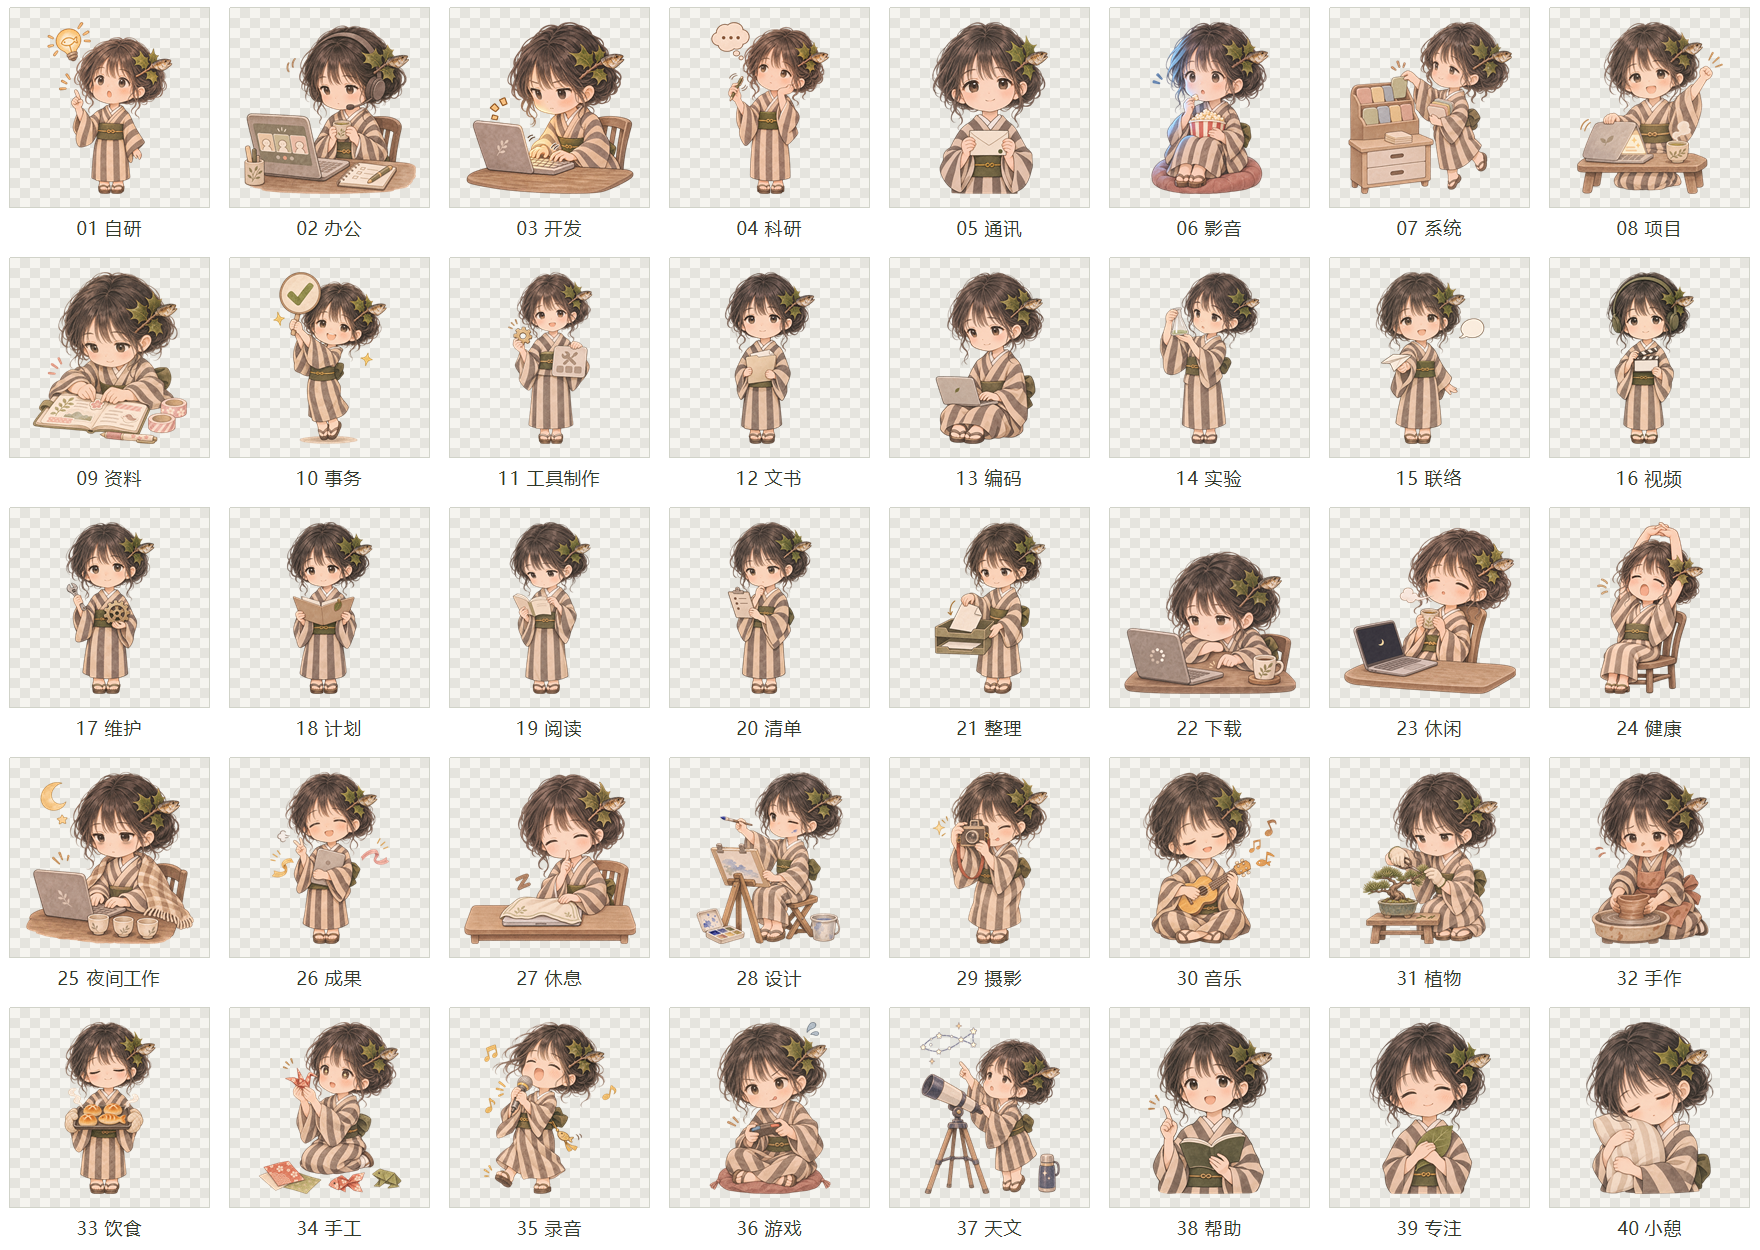 01 自研
02 办公
03 开发
04 科研
05 通讯
06 影音
07 系统
08 项目
09 资料
10 事务
11 工具制作
12 文书
13 编码
14 实验
15 联络
16 视频
17 维护
18 计划
19 阅读
20 清单
21 整理
22 下载
23 休闲
24 健康
25 夜间工作
26 成果
27 休息
28 设计
29 摄影
30 音乐
31 植物
32 手作
33 饮食
34 手工
35 录音
36 游戏
37 天文
38 帮助
39 专注
40 小憩